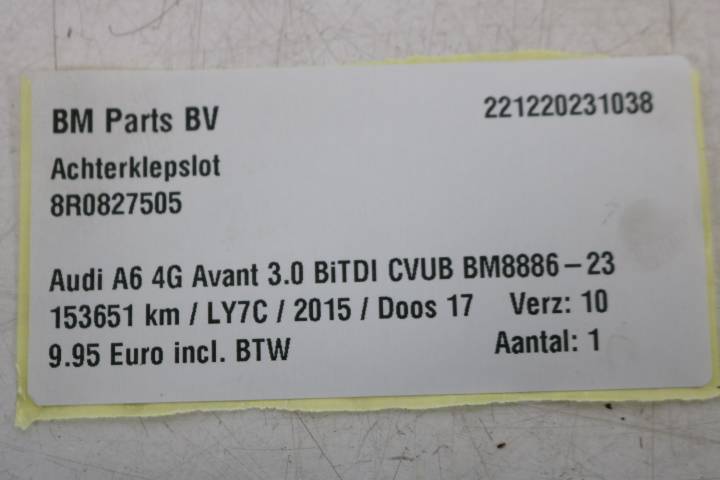 BM Parts BV 221220231038
Achterklepslot
8R0827505
Audi A6 4G Avant 3.0 BiTDI CVUB BM8886-23
153651 km / LY7C / 2015 / Doos 17 Verz: 10
9.95 Euro incl. BTW Aantal: 1